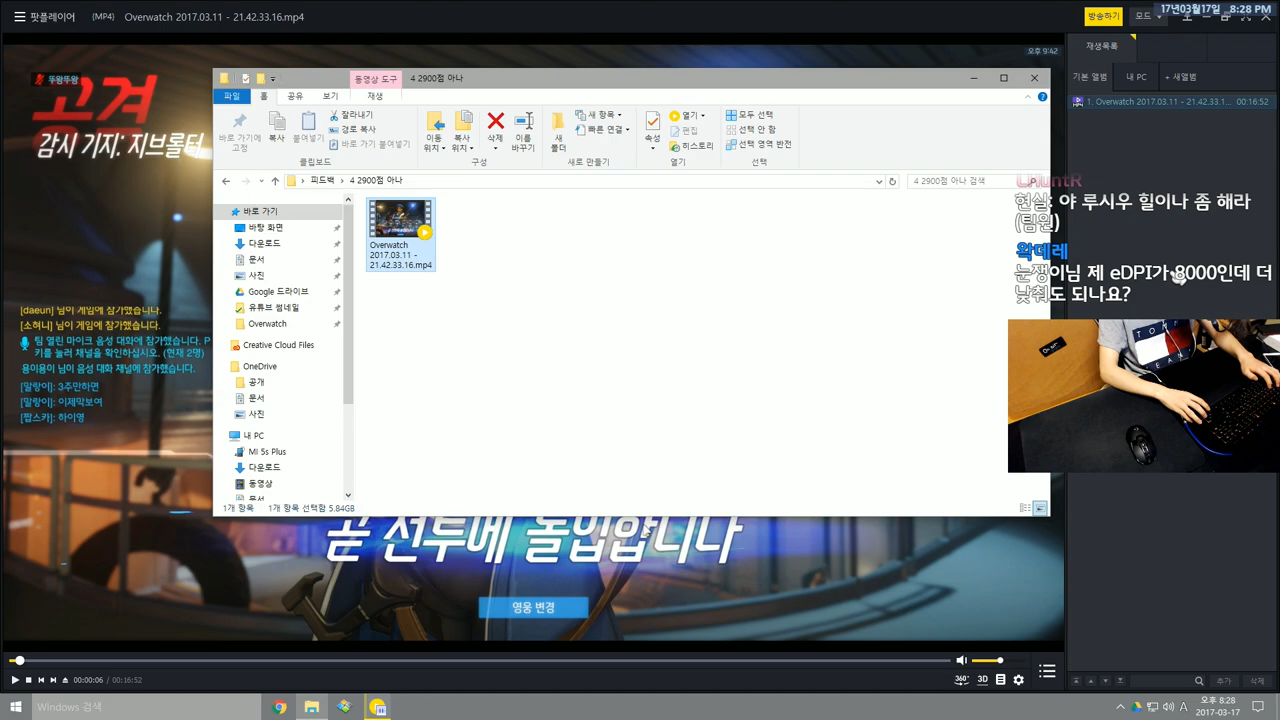 팟플레이어
(MP4)
Overwatch 2017.03.11 - 21.42.33.16.mp4
방송하기
모드
17년03월17일 8:28 PM
오후 9:42
뚜왕뚜왕
공격
감시 기지: 지브롤터
동영상 도구
4 2900점 아나
파일
홈
공유
보기
재생
바로 가기에
고정
복사
붙여넣기
잘라내기
경로 복사
바로 가기 붙여넣기
클립보드
이동
위치
복사
위치
삭제
이름
바꾸기
구성
새
폴더
새 항목
빠른 연결
새로 만들기
속성
열기
편집
히스토리
열기
모두 선택
선택 안 함
선택 영역 반전
선택
피드백
4 2900점 아나
4 2900점 아나 검색
바로 가기
바탕 화면
다운로드
문서
사진
Google 드라이브
유튜브 썸네일
Overwatch
Creative Cloud Files
OneDrive
공개
문서
사진
내 PC
MI 5s Plus
다운로드
동영상
문서
Overwatch
2017.03.11 -
21.42.33.16.mp4
1개 항목
1개 항목 선택함 5.84GB
[daeun] 님이 게임에 참가했습니다.
[소혀니] 님이 게임에 참가했습니다.
팀 열린 마이크 음성 대화에 참가했습니다. P
키를 눌러 채널을 확인하십시오. (현재 2명)
용이용이 님이 음성 대화 채널에 참가했습니다.
[말랑이]: 3주만하면
[말랑이]: 이제막보여
[짭스카]: 하이영
곧 전투에 돌입합니다
영웅 변경
재생목록
기본 앨범
내 PC
+ 새앨범
1. Overwatch 2017.03.11 - 21.42.33.1...
00:16:52
현실: 야 루시우 힐이나 좀 해라
(팀원)
왁데레
눈쟁이님 제 eDPI가 8000인데 더
낮춰도 되나요?
TOM
00:00:06 / 00:16:52
360°
3D
추가
삭제
Windows 검색
A
오후 8:28
2017-03-17